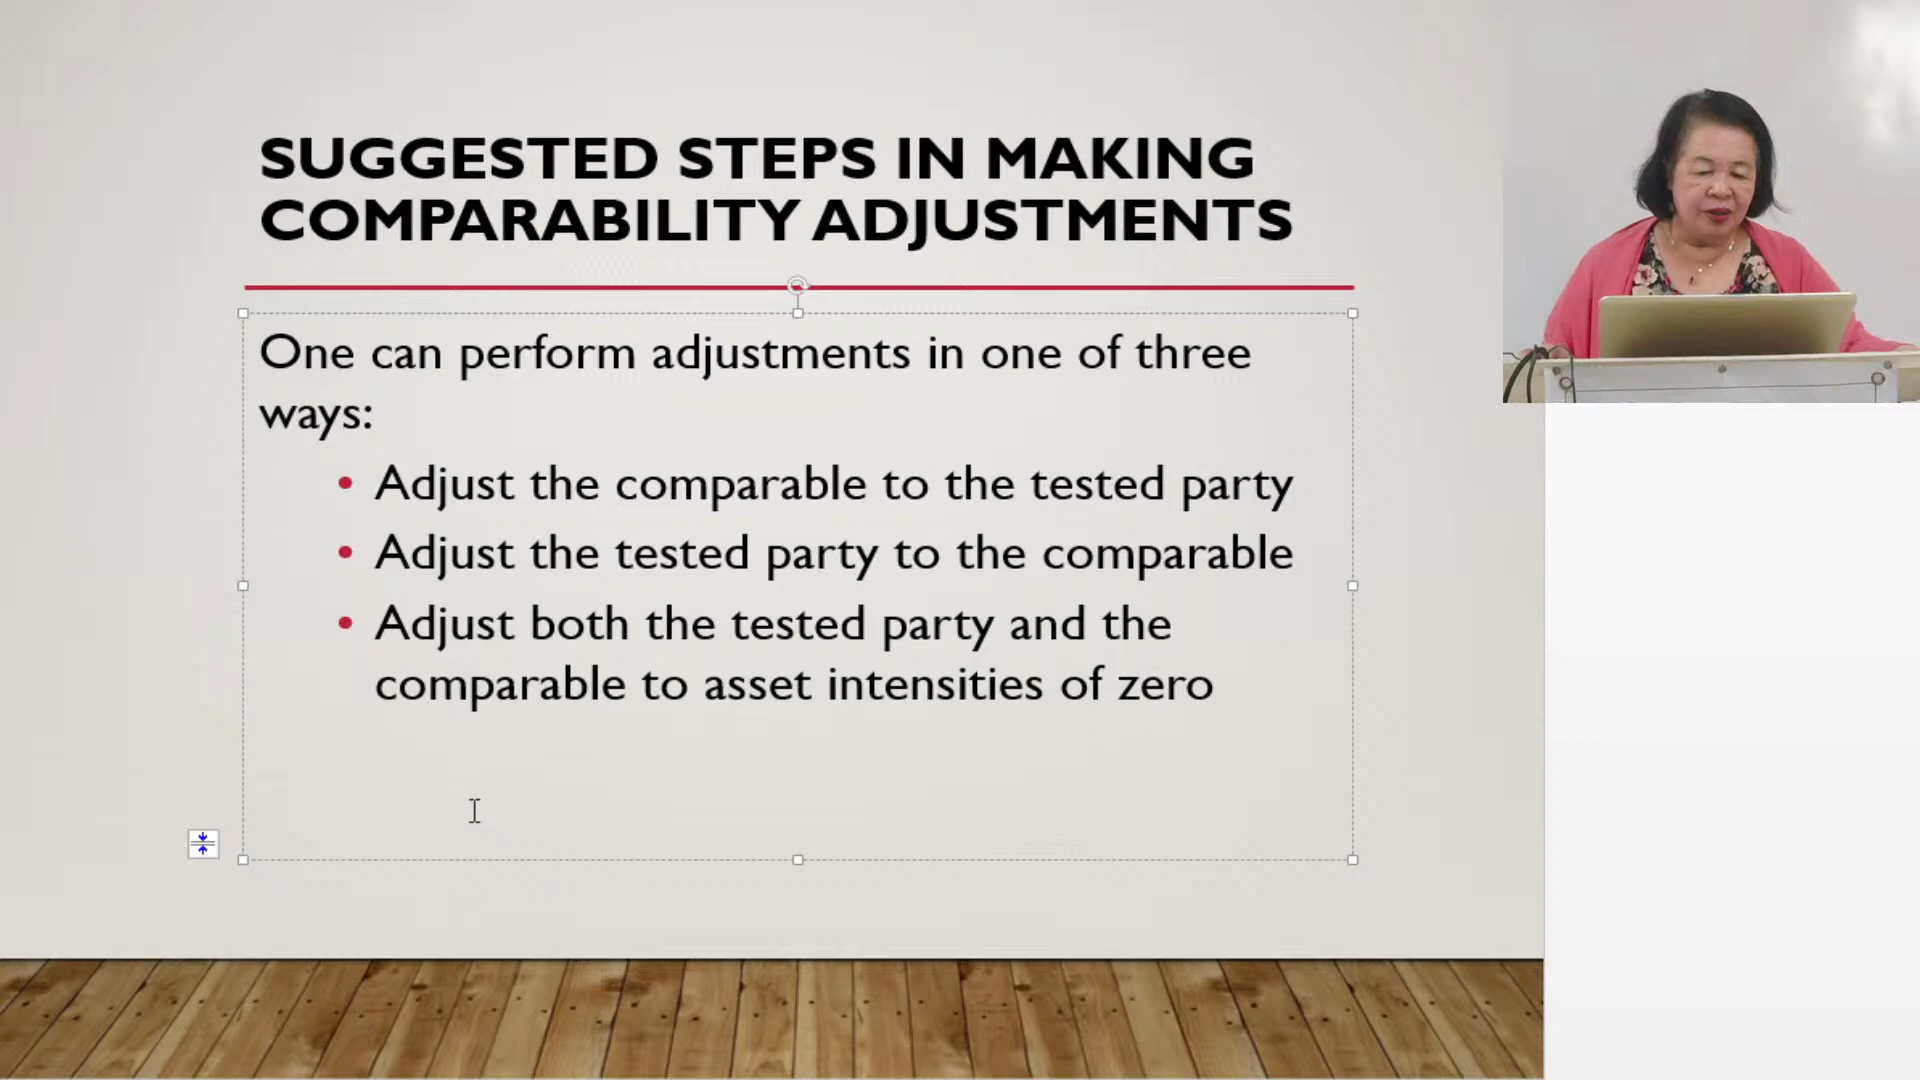 SUGGESTED STEPS IN MAKING
COMPARABILITY ADJUSTMENTS
One can perform adjustments in one of three
ways:
• Adjust the comparable to the tested party
• Adjust the tested party to the comparable
• Adjust both the tested party and the
comparable to asset intensities of zero